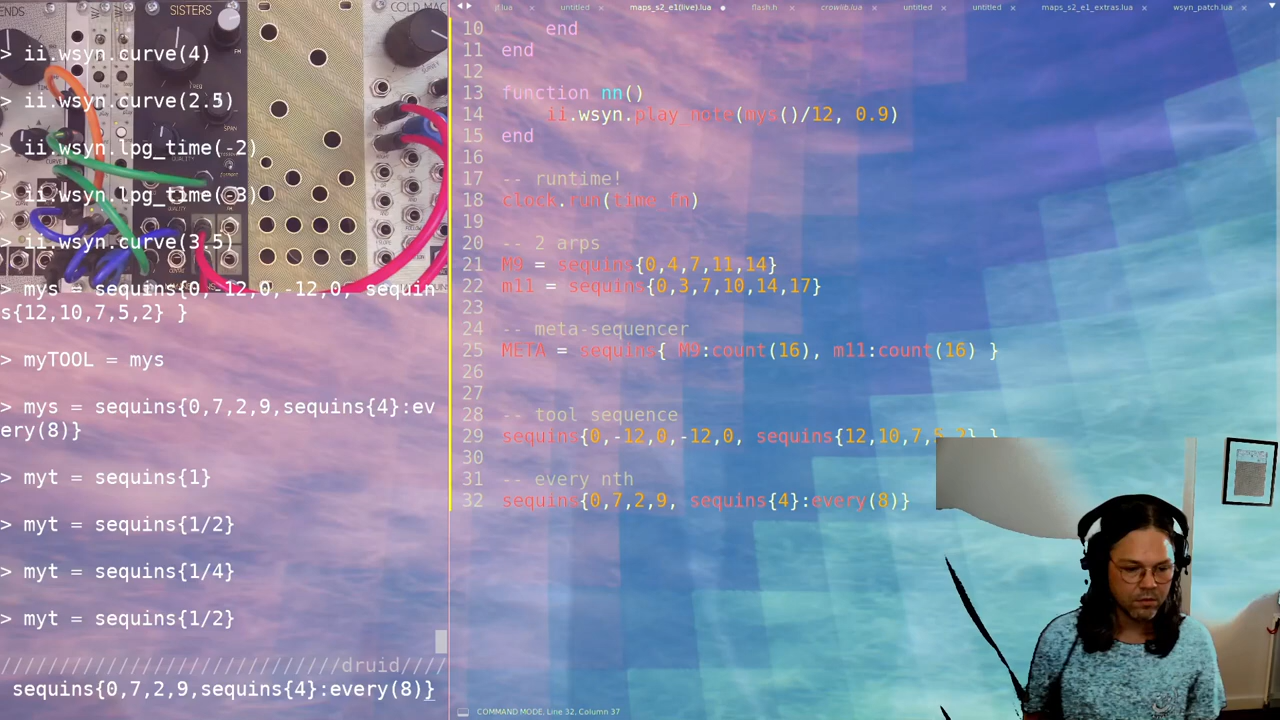 SISTERS
COLD MAC
> ii.wsyn.curve(4)
> ii.wsyn.curve(2.5)
> ii.wsyn.lpg_time(-2)
> ii.wsyn.lpg_time(-3)
> ii.wsyn.curve(3.5)
> mys = sequins{0,-12,0,-12,0, sequin
s{12,10,7,5,2} }
> myTOOL = mys
> mys = sequins{0,7,2,9,sequins{4}:ev
ery(8)}
> myt = sequins{1}
> myt = sequins{1/2}
> myt = sequins{1/4}
> myt = sequins{1/2}
////////////////////////////druid////
sequins{0,7,2,9,sequins{4}:every(8)}
untitled maps_s2_e1(live).lua flash.h crowlib.lua untitled untitled maps_s2_e1_extras.lua wsyn_patch.lua
10 end
11 end
12
13 function nn()
14 ii.wsyn.play_note(mys()/12, 0.9)
15 end
16
17 -- runtime!
18 clock.run(time_fn)
19
20 -- 2 arps
21 M9 = sequins{0,4,7,11,14}
22 m11 = sequins{0,3,7,10,14,17}
23
24 -- meta-sequencer
25 META = sequins{ M9:count(16), m11:count(16) }
26
27
28 -- tool sequence
29 sequins{0,-12,0,-12,0, sequins{12,10,7,5,2} }
30
31 -- every nth
32 sequins{0,7,2,9, sequins{4}:every(8)}
COMMAND MODE, Line 32, Column 37